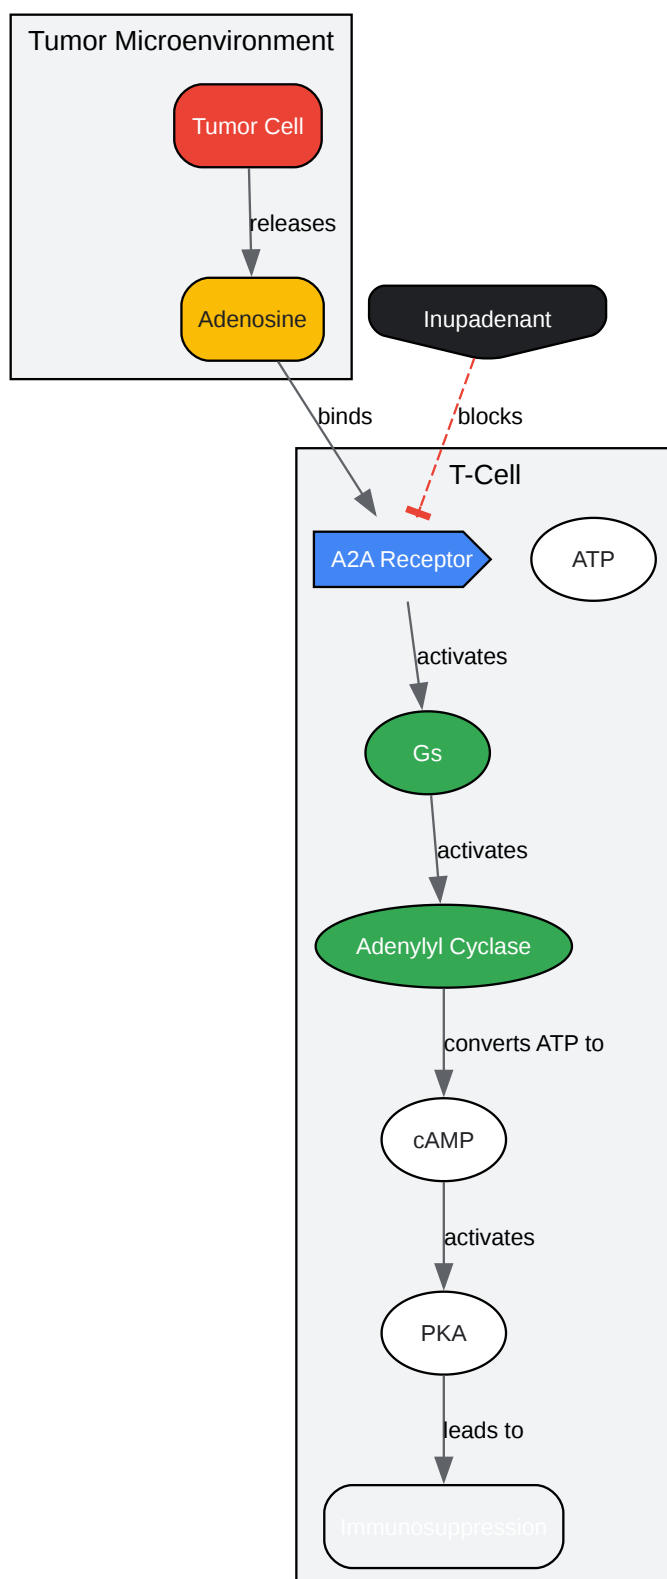 Tumor Microenvironment
Tumor Cell
releases
Adenosine
Inupadenant
binds
blocks
T-Cell
A2A Receptor
ATP
activates
Gs
activates
Adenylyl Cyclase
converts ATP to
cAMP
activates
PKA
leads to
Immunosuppression